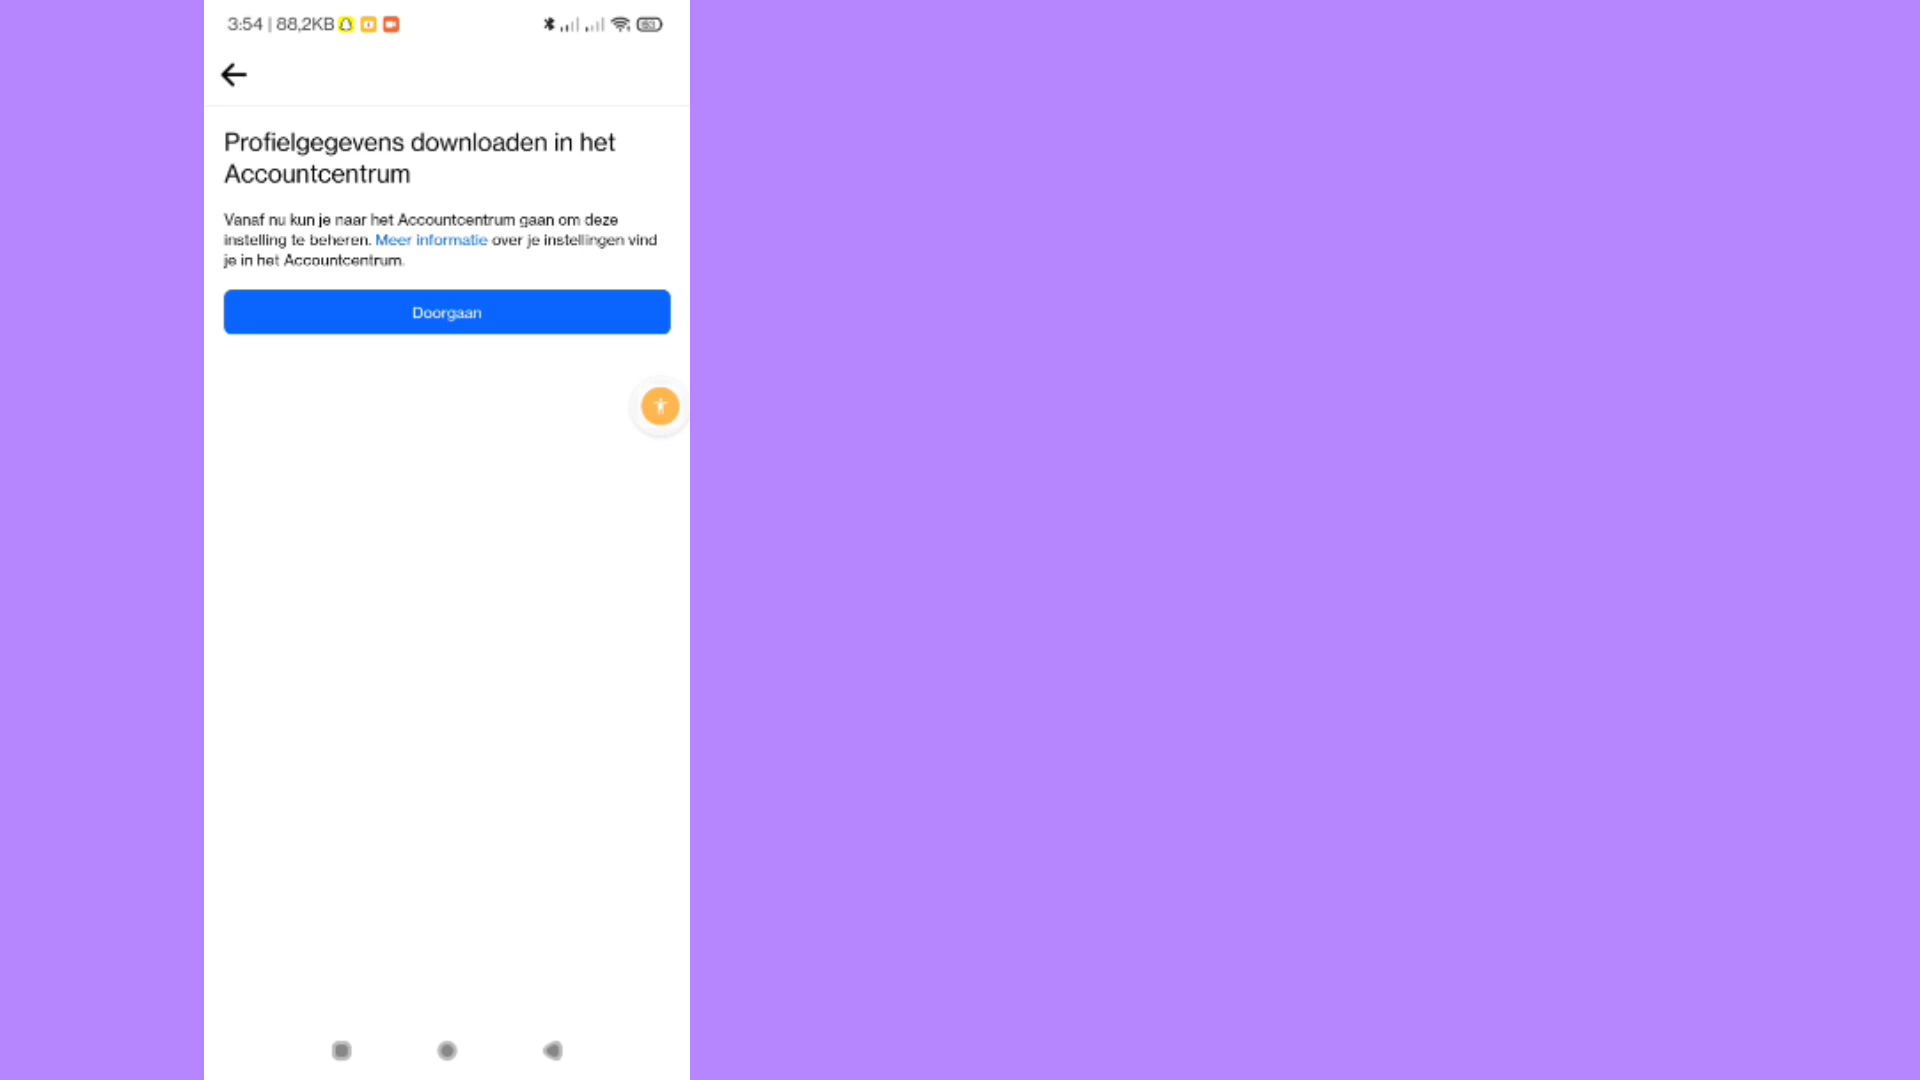 3:54 | 88,2KB
Profielgegevens downloaden in het
Accountcentrum
Vanaf nu kun je naar het Accountcentrum gaan om deze
instelling te beheren. Meer informatie over je instellingen vind
je in het Accountcentrum.
Doorgaan